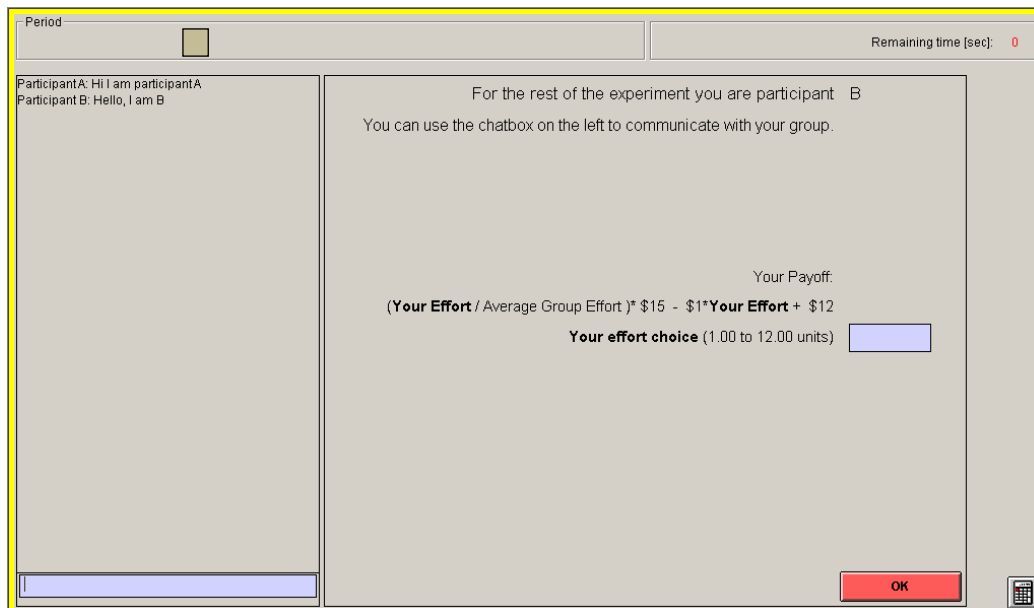 Period
Remaining time [sec]: 0
Participant A: Hi I am participant A
Participant B: Hello, I am B
For the rest of the experiment you are participant B
You can use the chatbox on the left to communicate with your group.
Your Payoff:
(Your Effort / Average Group Effort )* $15 - $1*Your Effort + $12
Your effort choice (1.00 to 12.00 units)
OK